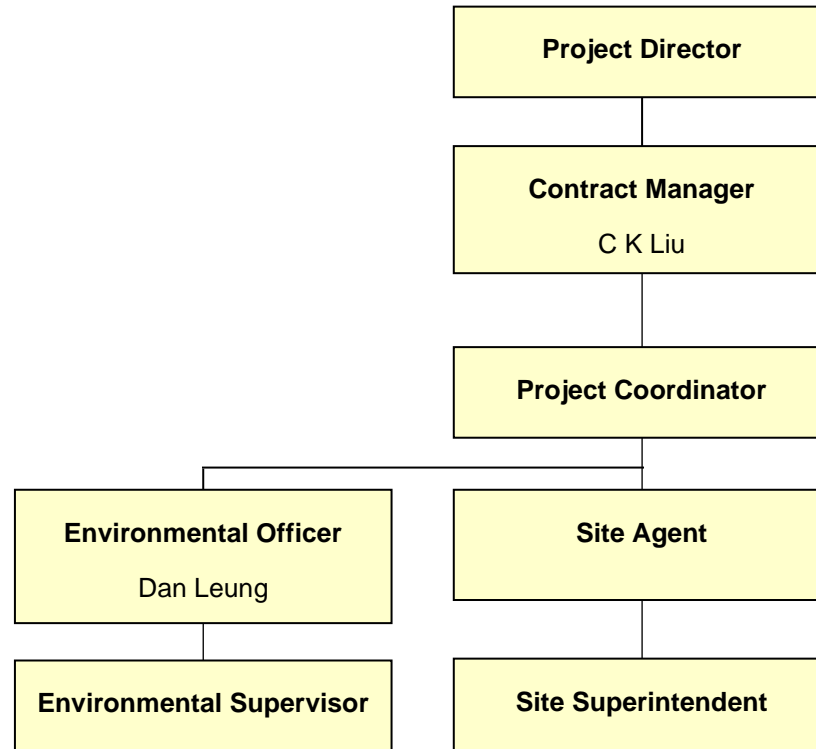 Project Director
Contract Manager
C K Liu
Project Coordinator
Environmental Officer
Dan Leung
Site Agent
Environmental Supervisor
Site Superintendent